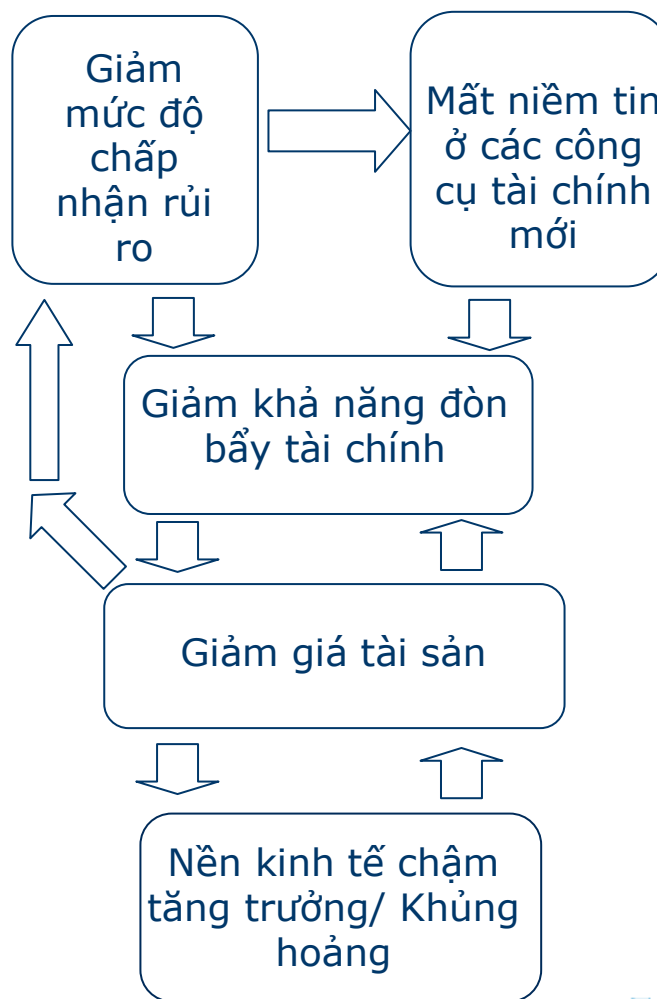 Giảm
mức độ
chấp
nhận rủi
ro
Mất niềm tin
ở các công
cụ tài chính
mới
Giảm khả năng đòn
bẩy tài chính
Giảm giá tài sản
Nền kinh tế chậm
tăng trưởng/ Khủng
hoảng